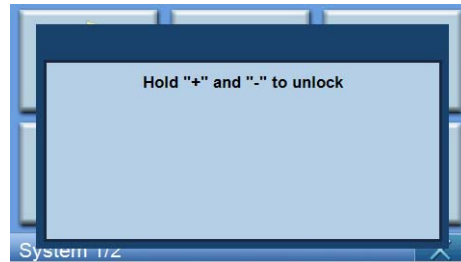 Hold "+" and "-" to unlock
System 1/2